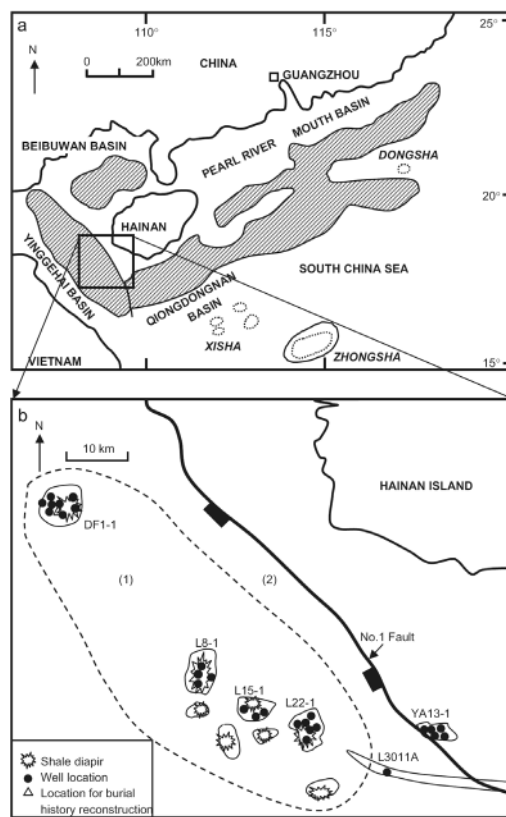 a
110°
115°
25°
N
0 200km
CHINA
GUANGZHOU
PEARL RIVER
MOUTH BASIN
BEIBUWAN BASIN
DONGSHA
20°
HAINAN
YINGGEHAI BASIN
SOUTH CHINA SEA
QIONGDONGNAN
BASIN
XISHA
ZHONGSHA
VIETNAM
15°
b
N
10 km
HAINAN ISLAND
DF1-1
(1)
(2)
No.1 Fault
L8-1
L15-1
L22-1
YA13-1
L3011A
Shale diapir
Well location
Location for burial
history reconstruction